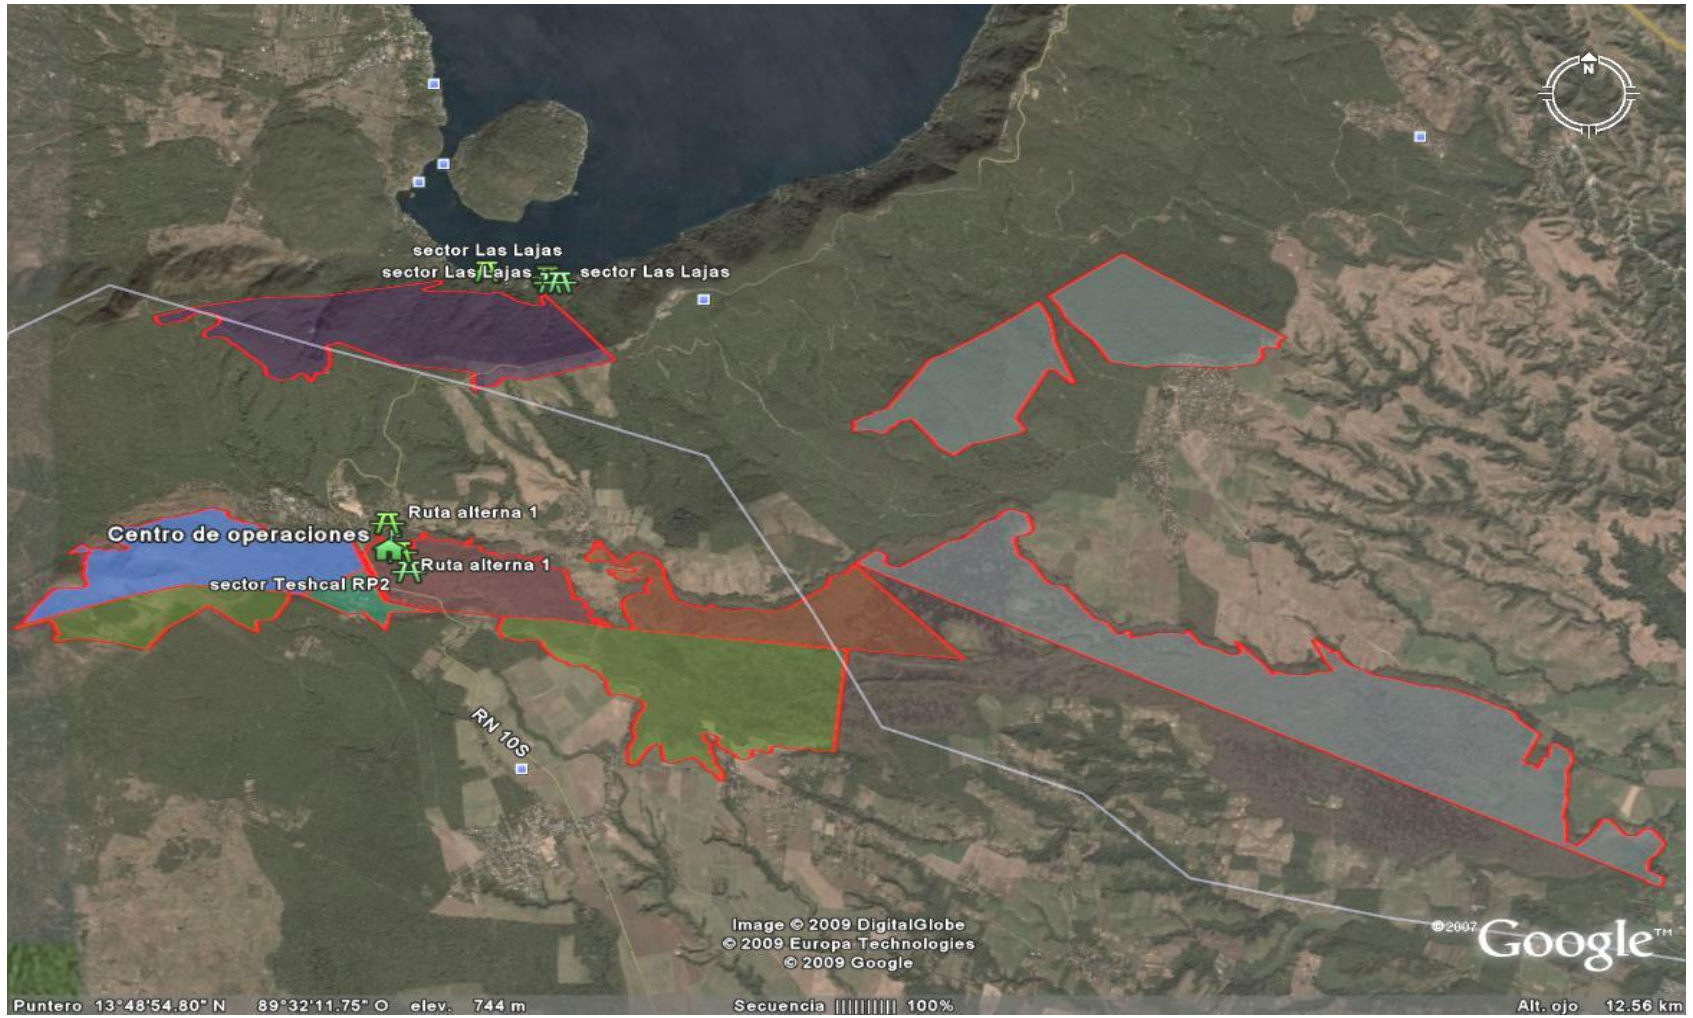 N
sector Las Lajas
sector Las Lajas
sector Las Lajas
Ruta alterna 1
Centro de operaciones
Ruta alterna 1
sector Teshcal RP2
RN 10S
Image © 2009 DigitalGlobe
© 2009 Europa Technologies
© 2009 Google
©2007 Google™
Puntero 13°48'54.80" N 89°32'11.75" O elev. 744 m Secuencia 100% Alt. ojo 12.56 km